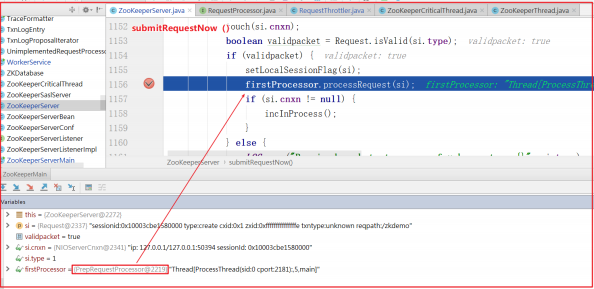 ZooKeeperServer.java
RequestProcessor.java
RequestThrottler.java
ZooKeeperCriticalThread.java
ZooKeeperThread.java
TraceFormatter
TxnLogEntry
TxnLogProposalIterator
UnimplementedRequestProcess
WorkerService
ZKDatabase
ZooKeeperCriticalThread
ZooKeeperSaslServer
ZooKeeperServer
ZooKeeperServerBean
ZooKeeperServerConf
ZooKeeperServerListener
ZooKeeperServerListenerImpl
ZooKeeperServerMain
submitRequestNow ()
1152 ouch(si.cnxn);
1153 boolean validpacket = Request.isValid(si.type); validpacket: true
1154 if (validpacket) { validpacket: true
1155 setLocalSessionFlag(si);
1156 firstProcessor.processRequest(si); firstProcessor: "Thread[ProcessThr
1157 if (si.cnxn != null) {
1158 incInProcess();
1159 }
1160 } else {
ZooKeeperServer › submitRequestNow()
ZooKeeperMain
Variables
this = {ZooKeeperServer@2272}
si = {Request@2337} "sessionid:0x10003cbe1580000 type:create cxid:0x1 zxid:0xfffffffffffffffe txntype:unknown reqpath:/zkdemo"
validpacket = true
si.cnxn = {NIOServerCnxn@2341} "ip: 127.0.0.1/127.0.0.1:50394 sessionId: 0x10003cbe1580000"
si.type = 1
firstProcessor = {PrepRequestProcessor@2219} "Thread[ProcessThread(sid:0 cport:2181):,5,main]"